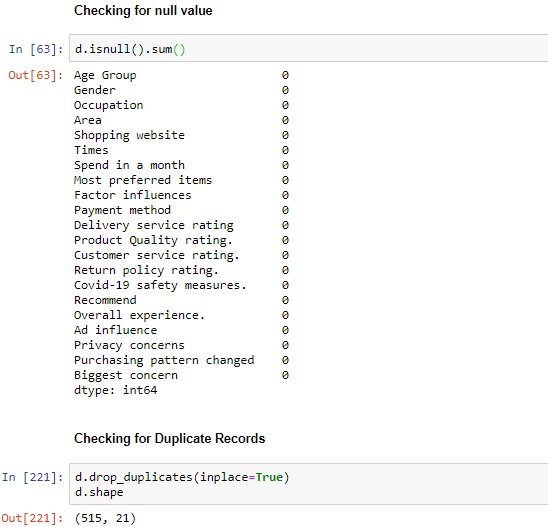 Checking for null value
In [63]: d.isnull().sum()
Out[63]: Age Group 0
Gender 0
Occupation 0
Area 0
Shopping website 0
Times 0
Spend in a month 0
Most preferred items 0
Factor influences 0
Payment method 0
Delivery service rating 0
Product Quality rating. 0
Customer service rating. 0
Return policy rating. 0
Covid-19 safety measures. 0
Recommend 0
Overall experience. 0
Ad influence 0
Privacy concerns 0
Purchasing pattern changed 0
Biggest concern 0
dtype: int64
Checking for Duplicate Records
In [221]: d.drop_duplicates(inplace=True)
d.shape
Out[221]: (515, 21)